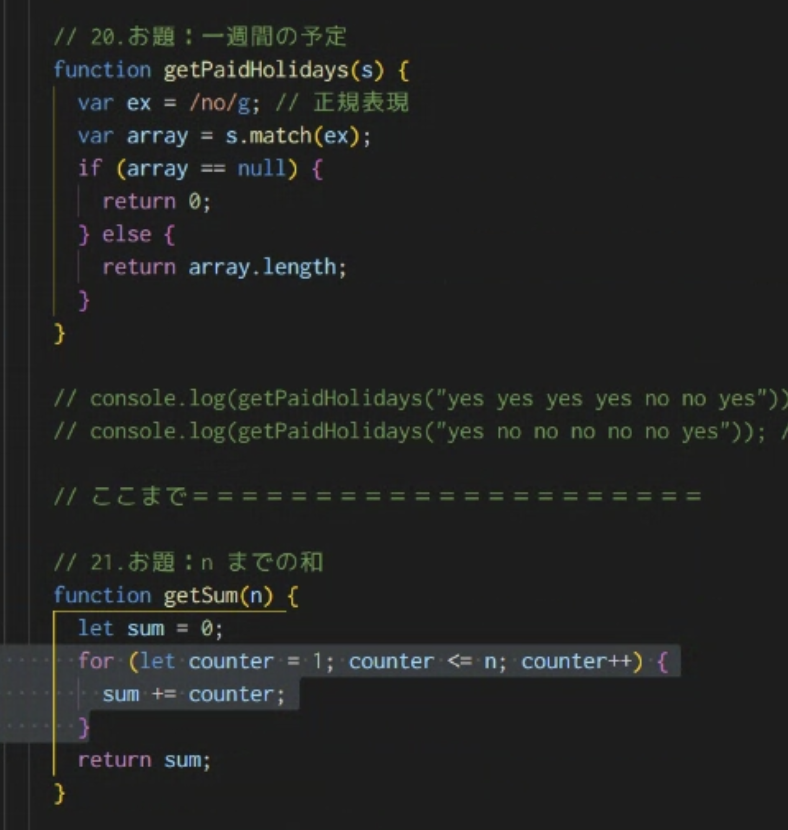 // 20.お題：一週間の予定
function getPaidHolidays(s) {
var ex = /no/g; // 正規表現
var array = s.match(ex);
if (array == null) {
return 0;
} else {
return array.length;
}
}
// console.log(getPaidHolidays("yes yes yes yes no no yes"))
// console.log(getPaidHolidays("yes no no no no no yes")); /
// ここまで= = = = = = = = = = = = = = = = = = = = =
// 21.お題：n までの和
function getSum(n) {
let sum = 0;
for (let counter = 1; counter <= n; counter++) {
sum += counter;
}
return sum;
}